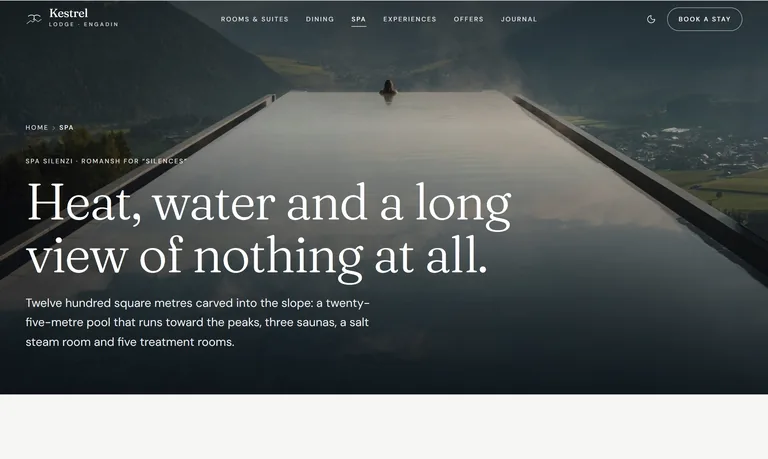 Kestrel
LODGE · ENGADIN
ROOMS & SUITES
DINING
SPA
EXPERIENCES
OFFERS
JOURNAL
BOOK A STAY
HOME › SPA
SPA SILENZI · ROMANSH FOR “SILENCES”
Heat, water and a long
view of nothing at all.
Twelve hundred square metres carved into the slope: a twenty-
five-metre pool that runs toward the peaks, three saunas, a salt
steam room and five treatment rooms.